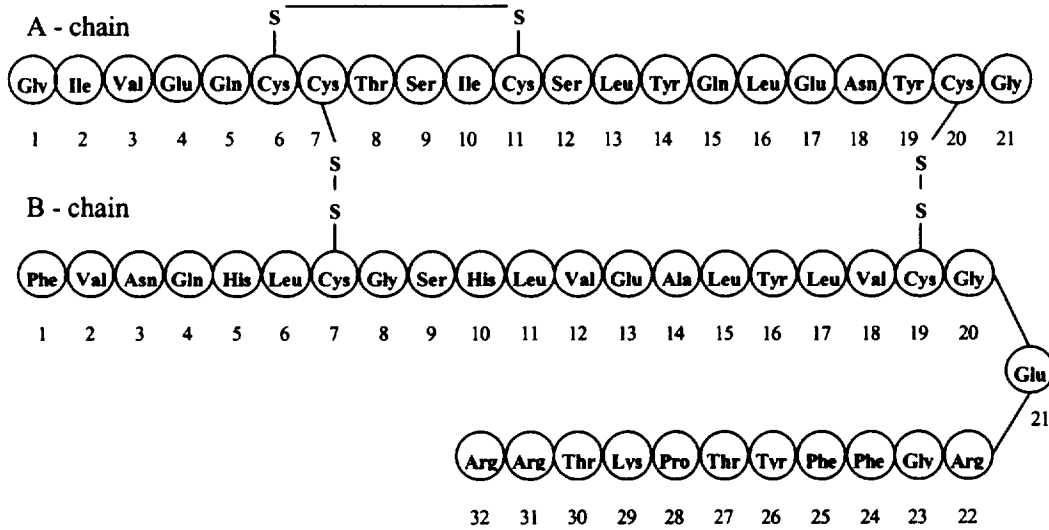 S S
A - chain
Gly Ile Val Glu Gln Cys Cys Thr Ser Ile Cys Ser Leu Tyr Gln Leu Glu Asn Tyr Cys Gly
1 2 3 4 5 6 7 8 9 10 11 12 13 14 15 16 17 18 19 20 21
S S
S S
B - chain
Phe Val Asn Gln His Leu Cys Gly Ser His Leu Val Glu Ala Leu Tyr Leu Val Cys Gly
1 2 3 4 5 6 7 8 9 10 11 12 13 14 15 16 17 18 19 20
Glu
21
Arg Arg Thr Lys Pro Thr Tyr Phe Phe Gly Arg
32 31 30 29 28 27 26 25 24 23 22